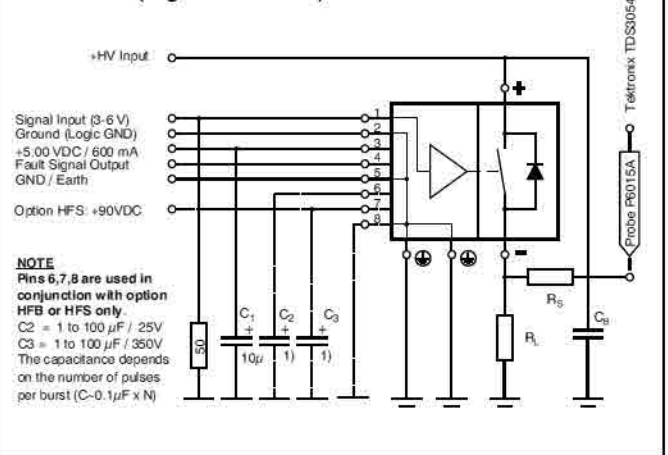 +HV Input
Signal Input (3-6 V)
Ground (Logic GND)
+5.00 VDC / 600 mA
Fault Signal Output
GND / Earth
Option HFS: +90VDC
1
2
3
4
5
6
7
8
+
-
Tektronix TDS3054
Probe P6015A
RS
RL
CB
NOTE
Pins 6,7,8 are used in
conjunction with option
HFB or HFS only.
C2 = 1 to 100 µF / 25V
C3 = 1 to 100 µF / 350V
The capacitance depends
on the number of pulses
per burst (C~0.1µF x N)
50
C1
+
10µ
C2
+
1)
C3
+
1)